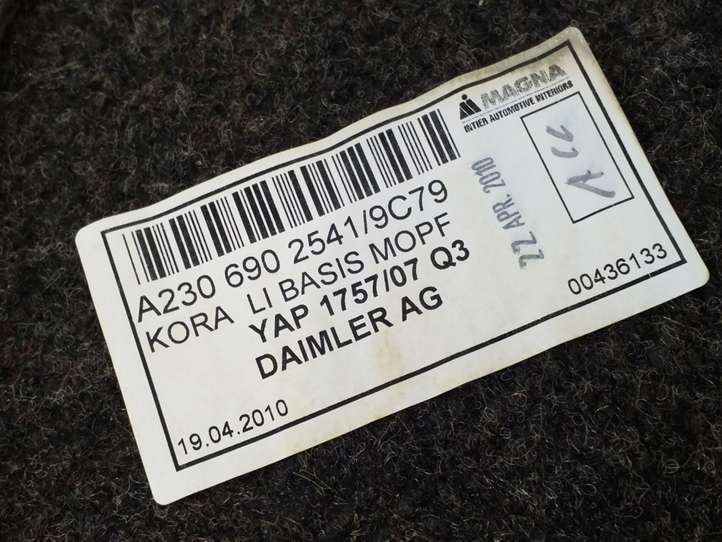 MAGNA
INTIER AUTOMOTIVE INTERIORS
A230 690 2541/9C79
KORA LI BASIS MOPF
YAP 1757/07 Q3
DAIMLER AG
19.04.2010
22. APR. 2010
00436133